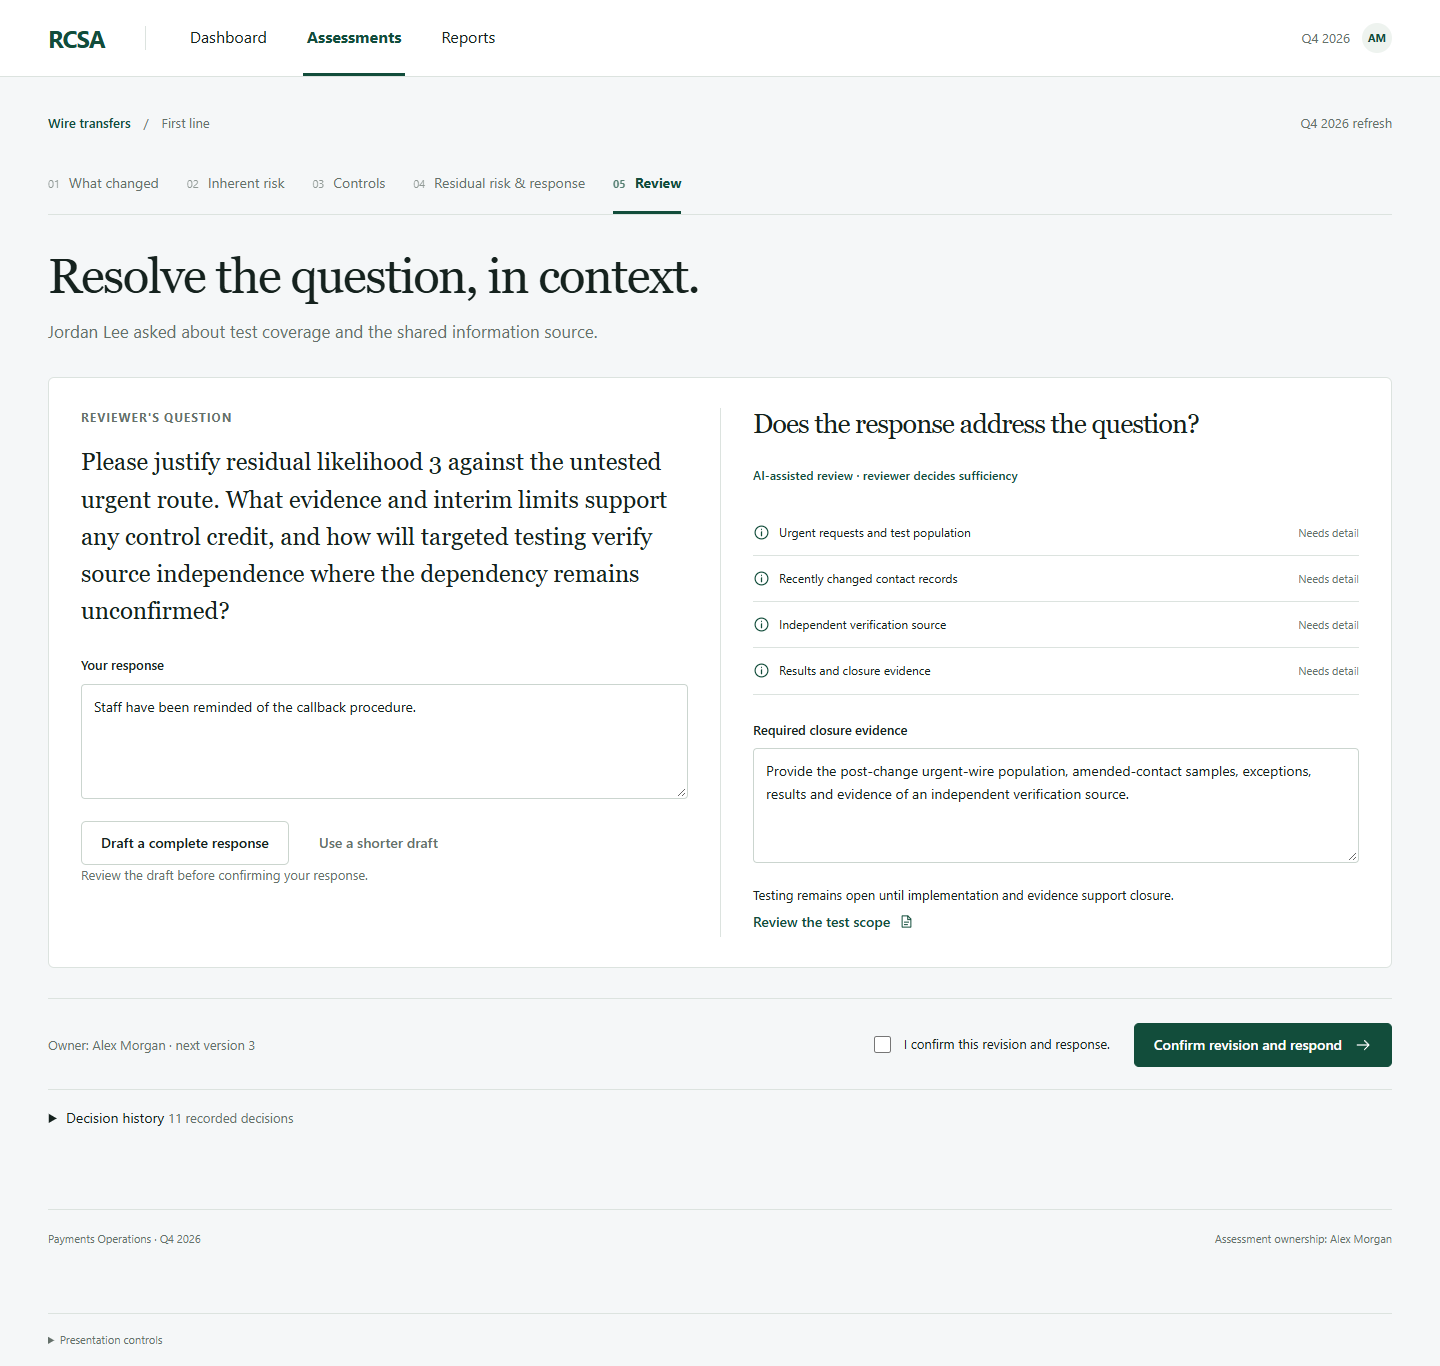 RCSA
Dashboard
Assessments
Reports
Q4 2026
AM
Wire transfers / First line
Q4 2026 refresh
01 What changed
02 Inherent risk
03 Controls
04 Residual risk & response
05 Review
Resolve the question, in context.
Jordan Lee asked about test coverage and the shared information source.
REVIEWER'S QUESTION
Please justify residual likelihood 3 against the untested
urgent route. What evidence and interim limits support
any control credit, and how will targeted testing verify
source independence where the dependency remains
unconfirmed?
Your response
Staff have been reminded of the callback procedure.
Draft a complete response
Use a shorter draft
Review the draft before confirming your response.
Does the response address the question?
AI-assisted review · reviewer decides sufficiency
Urgent requests and test population
Needs detail
Recently changed contact records
Needs detail
Independent verification source
Needs detail
Results and closure evidence
Needs detail
Required closure evidence
Provide the post-change urgent-wire population, amended-contact samples, exceptions,
results and evidence of an independent verification source.
Testing remains open until implementation and evidence support closure.
Review the test scope
Owner: Alex Morgan · next version 3
I confirm this revision and response.
Confirm revision and respond →
Decision history 11 recorded decisions
Payments Operations · Q4 2026
Assessment ownership: Alex Morgan
Presentation controls